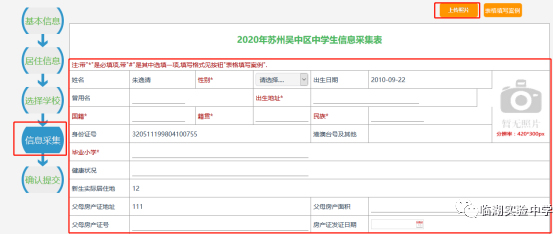 基本信息
上传照片 表格填写案例
2020年苏州吴中区中学生信息采集表
居住信息
注:带"*"是必填项,带"#"是其中选填一项,填写格式见按钮"表格填写案例".
姓名 朱逸清 性别* 请选择... 出生日期 2010-09-22
选择学校
曾用名 出生地址*
暂无照片
国籍* 籍贯* 民族*
分辨率：420*300px
信息采集
身份证号 320511199804100755 港澳台号及其他
毕业小学*
健康状况
确认提交
新生实际居住地 12
父母房产证地址 111 父母房产面积
临湖实验中学
父母房产证号 房产证发证日期